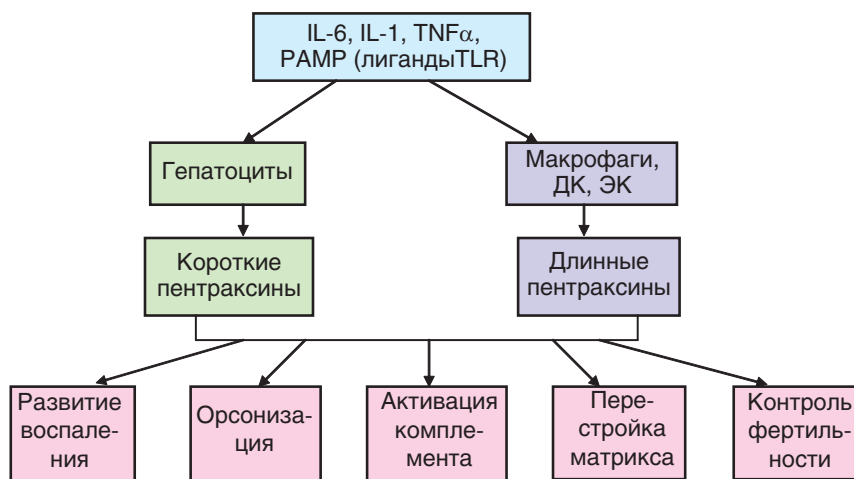 IL-6, IL-1, TNFα,
PAMP (лигандыTLR)
Гепатоциты
Макрофаги,
ДК, ЭК
Короткие
пентраксины
Длинные
пентраксины
Развитие
воспале-
ния
Орсониза-
ция
Активация
компле-
мента
Пере-
стройка
матрикса
Контроль
фертиль-
ности